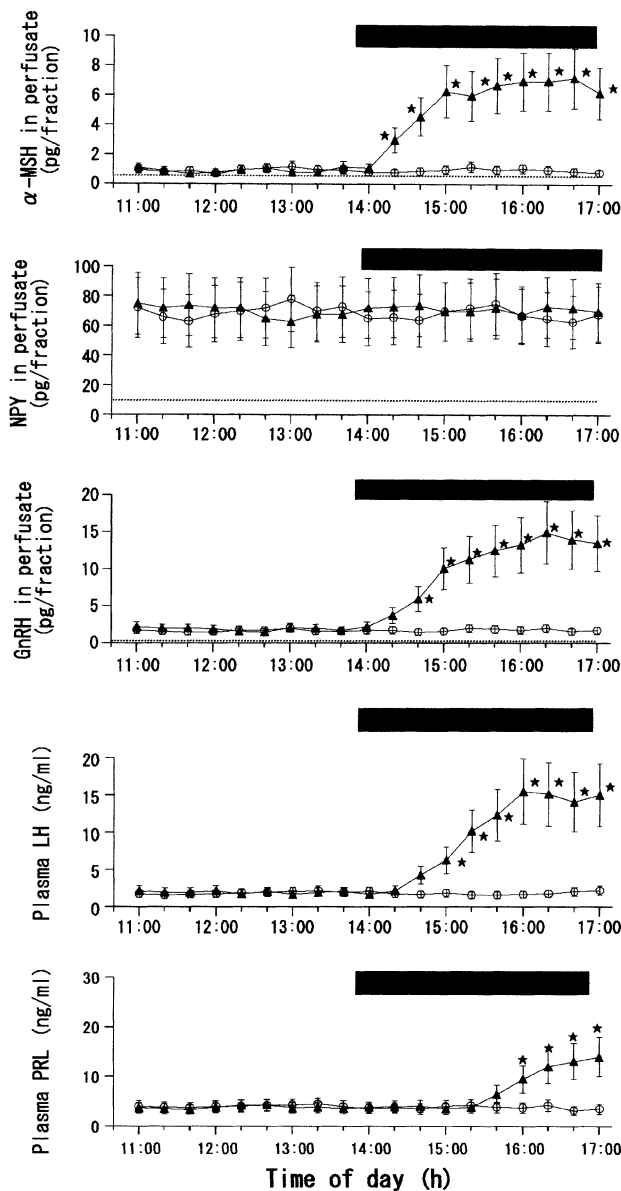 α-MSH in perfusate
(pg/fraction)
10
8
6
4
2
0
11:00 12:00 13:00 14:00 15:00 16:00 17:00
NPY in perfusate
(pg/fraction)
100
80
60
40
20
0
11:00 12:00 13:00 14:00 15:00 16:00 17:00
GnRH in perfusate
(pg/fraction)
20
15
10
5
0
11:00 12:00 13:00 14:00 15:00 16:00 17:00
Plasma LH (ng/ml)
20
15
10
5
0
11:00 12:00 13:00 14:00 15:00 16:00 17:00
Plasma PRL (ng/ml)
30
20
10
0
11:00 12:00 13:00 14:00 15:00 16:00 17:00
Time of day (h)